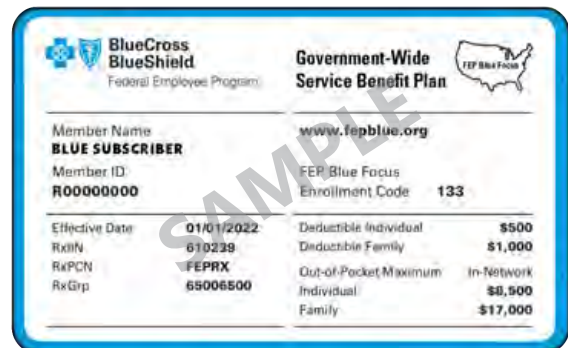 BlueCross
BlueShield
Federal Employee Program
Government-Wide
Service Benefit Plan
FEP Blue Focus
Member Name
BLUE SUBSCRIBER
Member ID
R00000000
www.fepblue.org
FEP Blue Focus
Enrollment Code 133
Effective Date 01/01/2022
RxIIN 610239
RxPCN FEPRX
RxGrp 65006500
Deductible Individual $500
Deductible Family $1,000
Out-of-Pocket Maximum In-Network
Individual $8,500
Family $17,000
SAMPLE